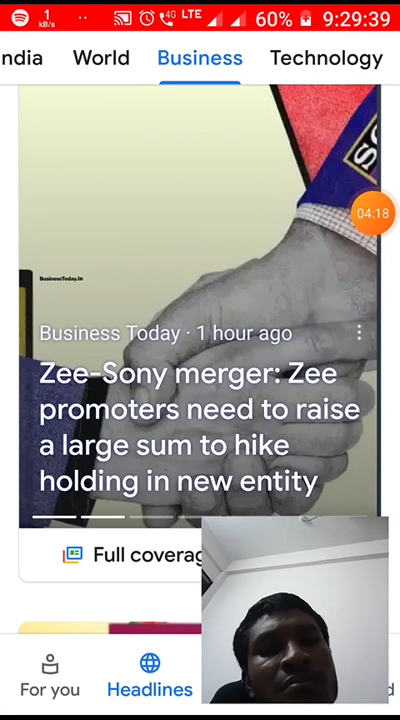 1
kB/s
4G
LTE
60%
9:29:39
ndia World Business Technology
SO
04:18
BusinessToday.In
Business Today · 1 hour ago
Zee-Sony merger: Zee
promoters need to raise
a large sum to hike
holding in new entity
Full coverag
For you
Headlines
d